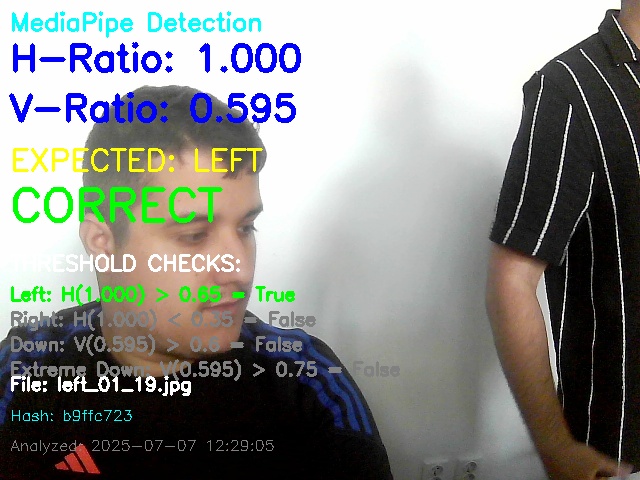 MediaPipe Detection
H-Ratio: 1.000
V-Ratio: 0.595
EXPECTED: LEFT
CORRECT
THRESHOLD CHECKS:
Left: H(1.000) > 0.65 = True
Right: H(1.000) < 0.35 = False
Down: V(0.595) > 0.6 = False
Extreme Down: V(0.595) > 0.75 = False
File: left_01_19.jpg
Hash: b9ffc723
Analyzed: 2025-07-07 12:29:05